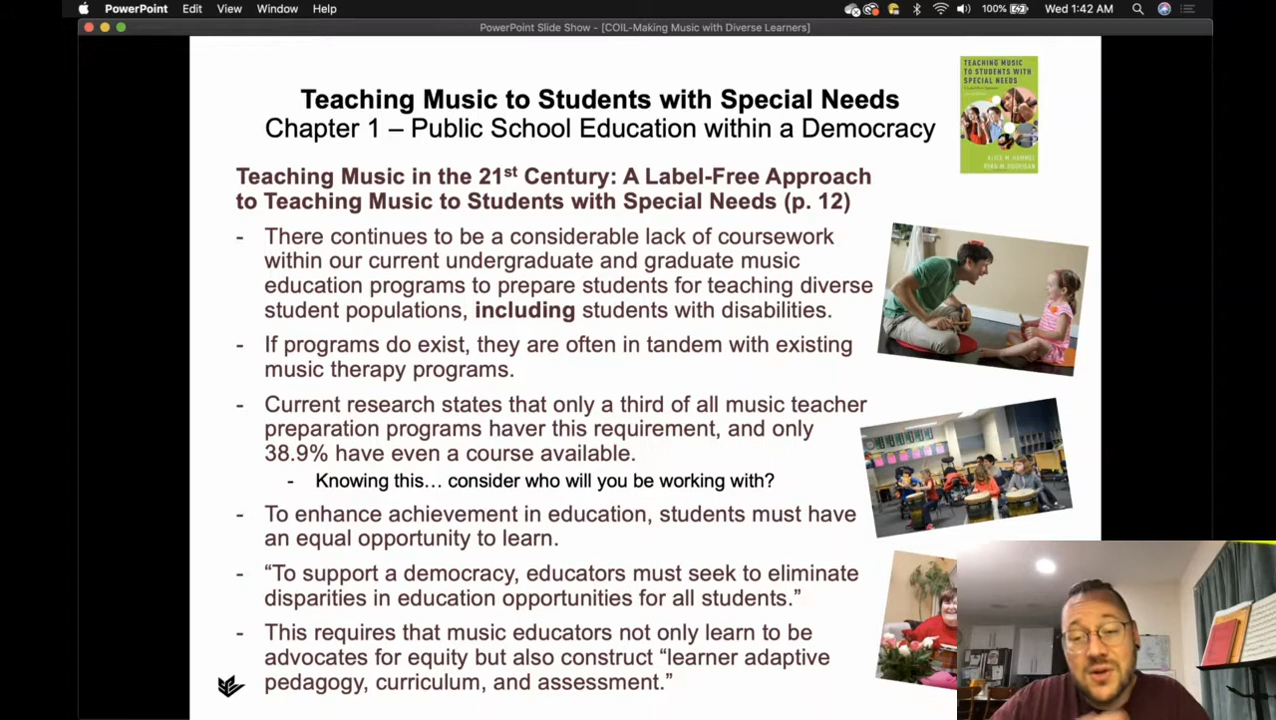 PowerPoint Edit View Window Help 100% Wed 1:42 AM
PowerPoint Slide Show - [COIL-Making Music with Diverse Learners]
Teaching Music to Students with Special Needs
Chapter 1 – Public School Education within a Democracy
TEACHING MUSIC
TO STUDENTS WITH
SPECIAL NEEDS
ALICE M. HAMMEL
RYAN M. HOURIGAN
Teaching Music in the 21st Century: A Label-Free Approach
to Teaching Music to Students with Special Needs (p. 12)
- There continues to be a considerable lack of coursework
within our current undergraduate and graduate music
education programs to prepare students for teaching diverse
student populations, including students with disabilities.
- If programs do exist, they are often in tandem with existing
music therapy programs.
- Current research states that only a third of all music teacher
preparation programs haver this requirement, and only
38.9% have even a course available.
- Knowing this… consider who will you be working with?
- To enhance achievement in education, students must have
an equal opportunity to learn.
- “To support a democracy, educators must seek to eliminate
disparities in education opportunities for all students.”
- This requires that music educators not only learn to be
advocates for equity but also construct “learner adaptive
pedagogy, curriculum, and assessment.”